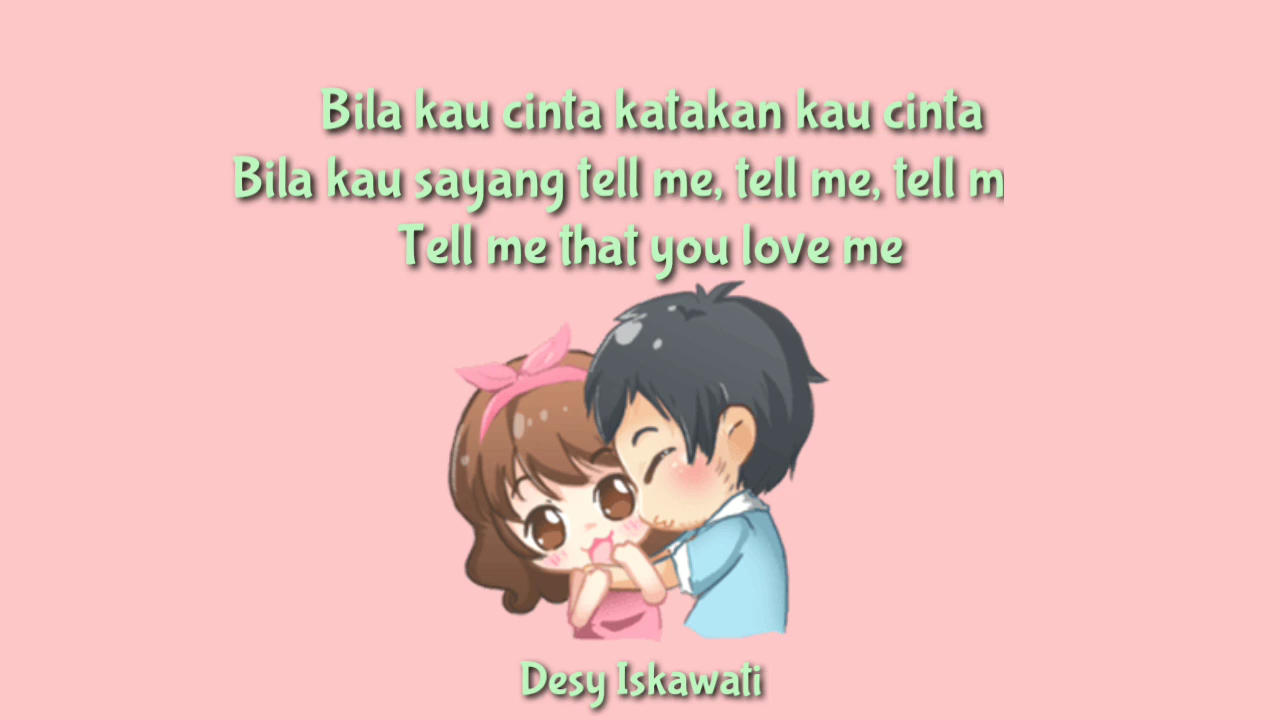 Bila kau cinta katakan kau cinta
Bila kau sayang tell me, tell me, tell m
Tell me that you love me
Desy Iskawati